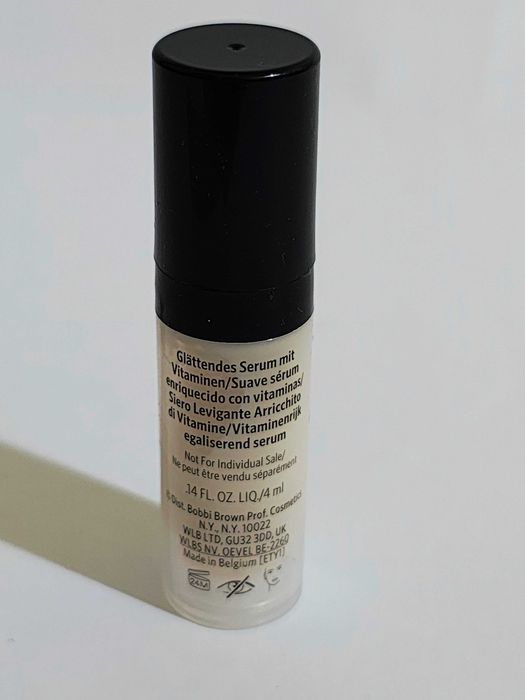 Glättendes Serum mit
Vitaminen/Suave sérum
enriquecido con vitaminas/
Siero Levigante Arricchito
di Vitamine/Vitaminenrijk
egaliserend serum
Not For Individual Sale/
Ne peut être vendu séparément
.14 FL. OZ. LIQ./4 ml
Dist. Bobbi Brown Prof. Cosmetics
N.Y., N.Y. 10022
WLB LTD, GU32 3DD, UK
WLBS NV, OEVEL BE-2260
Made in Belgium [ETY1]
24M